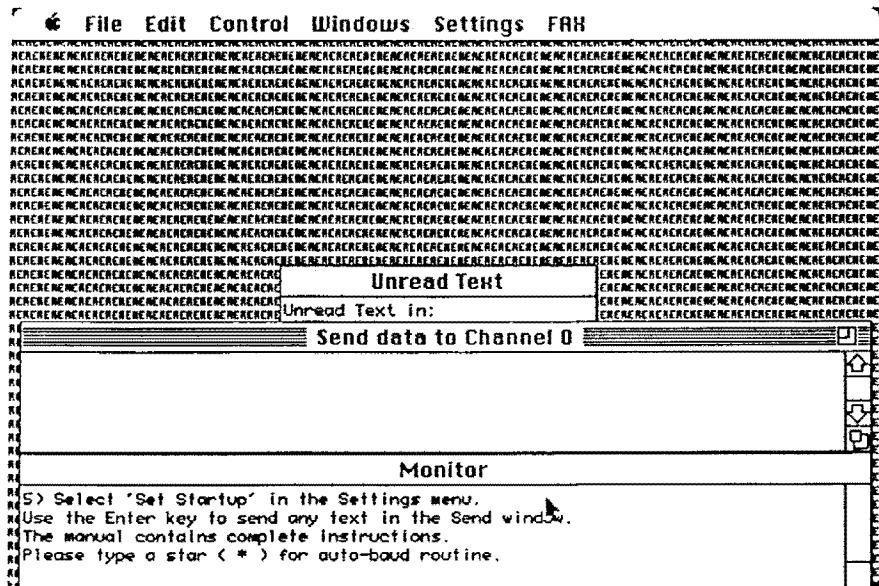 File Edit Control Windows Settings FAX
Unread Text
Unread Text in:
Send data to Channel 0
Monitor
5) Select 'Set Startup' in the Settings menu.
Use the Enter key to send any text in the Send window.
The manual contains complete instructions.
Please type a star ( * ) for auto-baud routine.